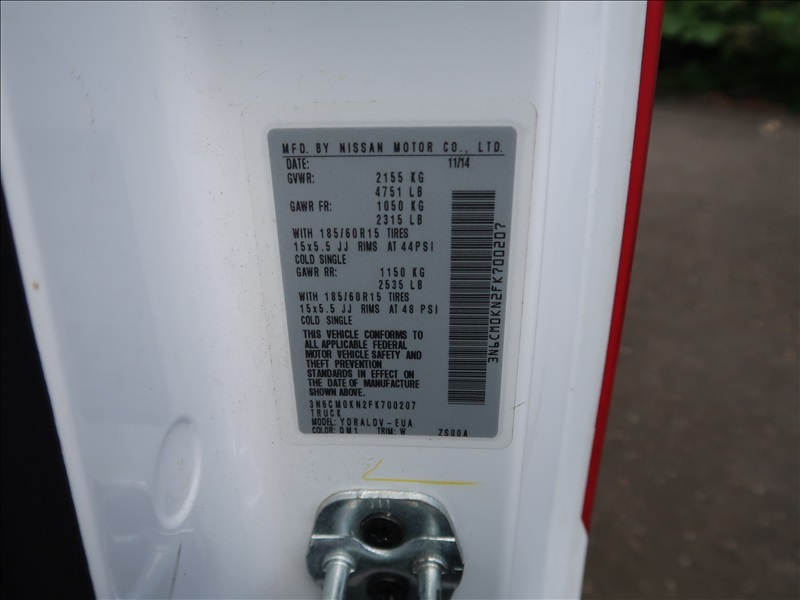 MFD. BY NISSAN MOTOR CO., LTD.
DATE: 11/14
GVWR: 2155 KG
4751 LB
GAWR FR: 1050 KG
2315 LB
WITH 185/60R15 TIRES
15x5.5 JJ RIMS AT 44PSI
COLD SINGLE
GAWR RR: 1150 KG
2535 LB
WITH 185/60R15 TIRES
15x5.5 JJ RIMS AT 48 PSI
COLD SINGLE
THIS VEHICLE CONFORMS TO
ALL APPLICABLE FEDERAL
MOTOR VEHICLE SAFETY AND
THEFT PREVENTION
STANDARDS IN EFFECT ON
THE DATE OF MANUFACTURE
SHOWN ABOVE.
3N6CM0KN2FK700207
TRUCK
MODEL: YDRALDV-EUA
COLOR: QM1 TRIM: W ZS00A
3N6CM0KN2FK700207